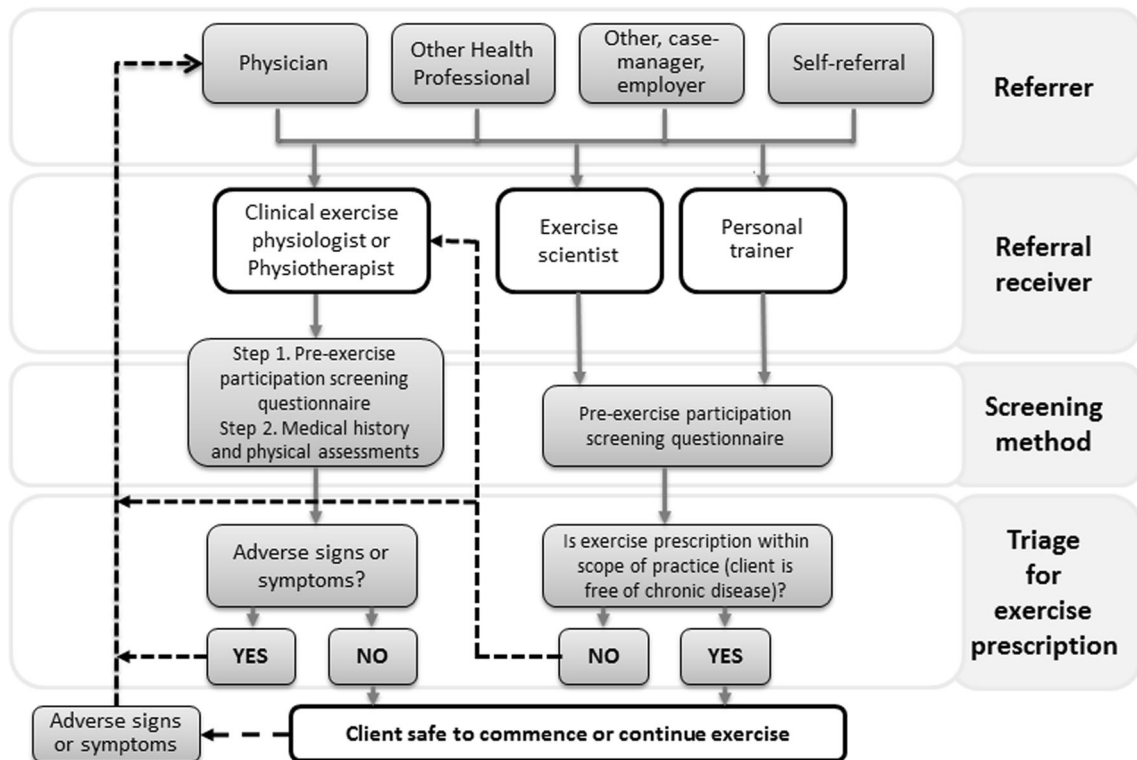 Physician
Other Health
Professional
Other, case-
manager,
employer
Self-referral
Referrer
Clinical exercise
physiologist or
Physiotherapist
Exercise
scientist
Personal
trainer
Referral
receiver
Step 1. Pre-exercise
participation screening
questionnaire
Step 2. Medical history
and physical assessments
Pre-exercise participation
screening questionnaire
Screening
method
Adverse signs or
symptoms?
Is exercise prescription within
scope of practice (client is
free of chronic disease)?
YES
NO
NO
YES
Triage
for
exercise
prescription
Adverse signs
or symptoms
Client safe to commence or continue exercise